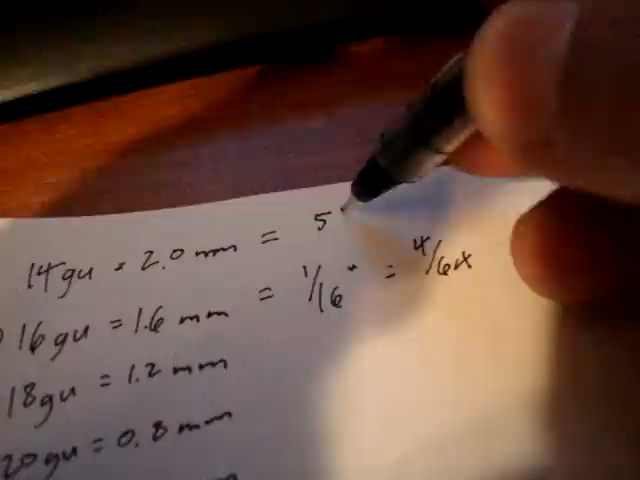 14gu = 2.0 mm = 5
16gu = 1.6 mm = 1/16" = 4/64
18gu = 1.2 mm
20gu = 0.8 mm